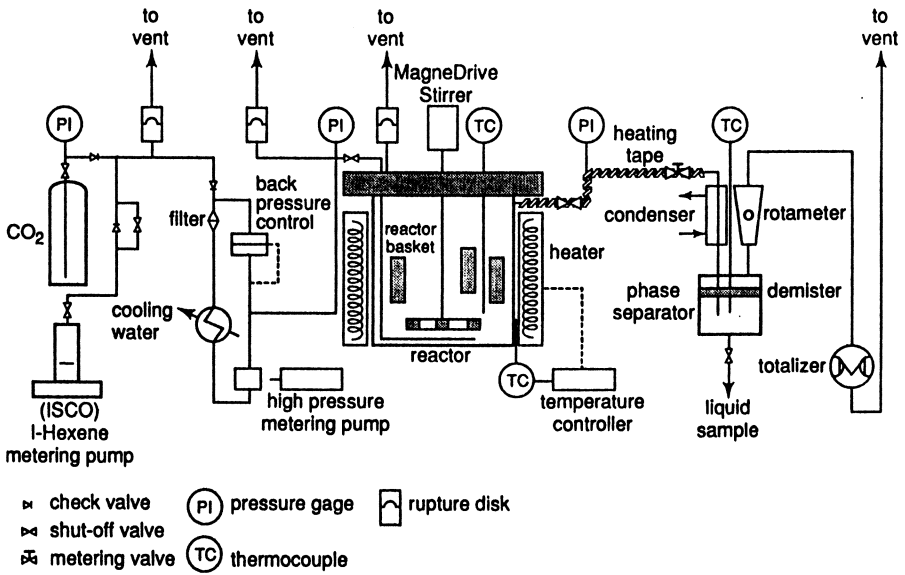 to
vent
to
vent
to
vent
to
vent
MagneDrive
Stirrer
PI
PI
TC
PI
heating
tape
TC
CO2
filter
back
pressure
control
reactor
basket
heater
condenser
rotameter
cooling
water
phase
separator
demister
reactor
totalizer
(ISCO)
l-Hexene
metering pump
high pressure
metering pump
TC
temperature
controller
liquid
sample
check valve
PI pressure gage
rupture disk
shut-off valve
metering valve
TC thermocouple